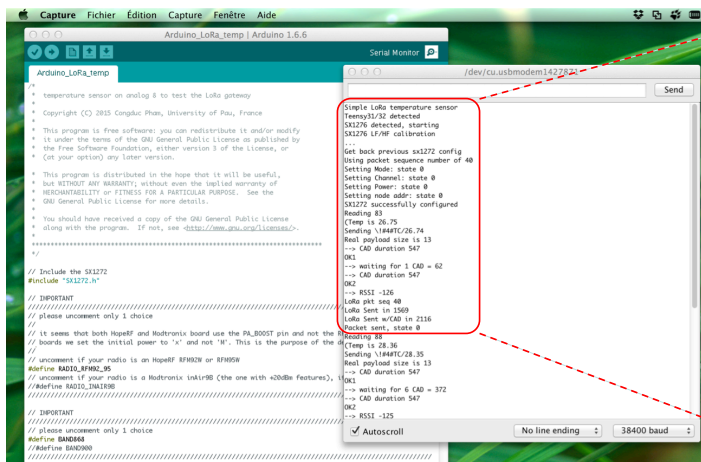 Capture Fichier Édition Capture Fenêtre Aide
Arduino_LoRa_temp | Arduino 1.6.6
Serial Monitor
Arduino_LoRa_temp
/*
* temperature sensor on analog 8 to test the LoRa gateway
*
* Copyright (C) 2015 Congduc Pham, University of Pau, France
*
* This program is free software: you can redistribute it and/or modify
* it under the terms of the GNU General Public License as published by
* the Free Software Foundation, either version 3 of the License, or
* (at your option) any later version.
*
* This program is distributed in the hope that it will be useful,
* but WITHOUT ANY WARRANTY; without even the implied warranty of
* MERCHANTABILITY or FITNESS FOR A PARTICULAR PURPOSE. See the
* GNU General Public License for more details.
*
* You should have received a copy of the GNU General Public License
* along with the program. If not, see <http://www.gnu.org/licenses/>.
*
*****************************************************************************
*/
// Include the SX1272
#include "SX1272.h"
// IMPORTANT
///////////////////////////////////////////////////////////////////
// please uncomment only 1 choice
//
// it seems that both HopeRF and Modtronix board use the PA_BOOST pin and not the
// boards we set the initial power to 'x' and not 'M'. This is the purpose of the
//
// uncomment if your radio is an HopeRF RFM92W or RFM95W
#define RADIO_RFM92_95
// uncomment if your radio is a Modtronix inAir9B (the one with +20dBm features),
//#define RADIO_INAIR9B
///////////////////////////////////////////////////////////////////
// IMPORTANT
///////////////////////////////////////////////////////////////////
// please uncomment only 1 choice
#define BAND868
//#define BAND900
///////////////////////////////////////////////////////////////////
/dev/cu.usbmodem1427871
Send
Simple LoRa temperature sensor
Teensy31/32 detected
SX1276 detected, starting
SX1276 LF/HF calibration
...
Get back previous sx1272 config
Using packet sequence number of 40
Setting Mode: state 0
Setting Channel: state 0
Setting Power: state 0
Setting node addr: state 0
SX1272 successfully configured
Reading 83
(Temp is 26.75
Sending \!#4#TC/26.74
Real payload size is 13
--> CAD duration 547
OK1
--> waiting for 1 CAD = 62
--> CAD duration 547
OK2
--> RSSI -126
LoRa pkt seq 40
LoRa Sent in 1569
LoRa Sent w/CAD in 2116
Packet sent, state 0
Reading 88
(Temp is 28.36
Sending \!#4#TC/28.35
Real payload size is 13
--> CAD duration 547
OK1
--> waiting for 6 CAD = 372
--> CAD duration 547
OK2
--> RSSI -125
Autoscroll
No line ending
38400 baud